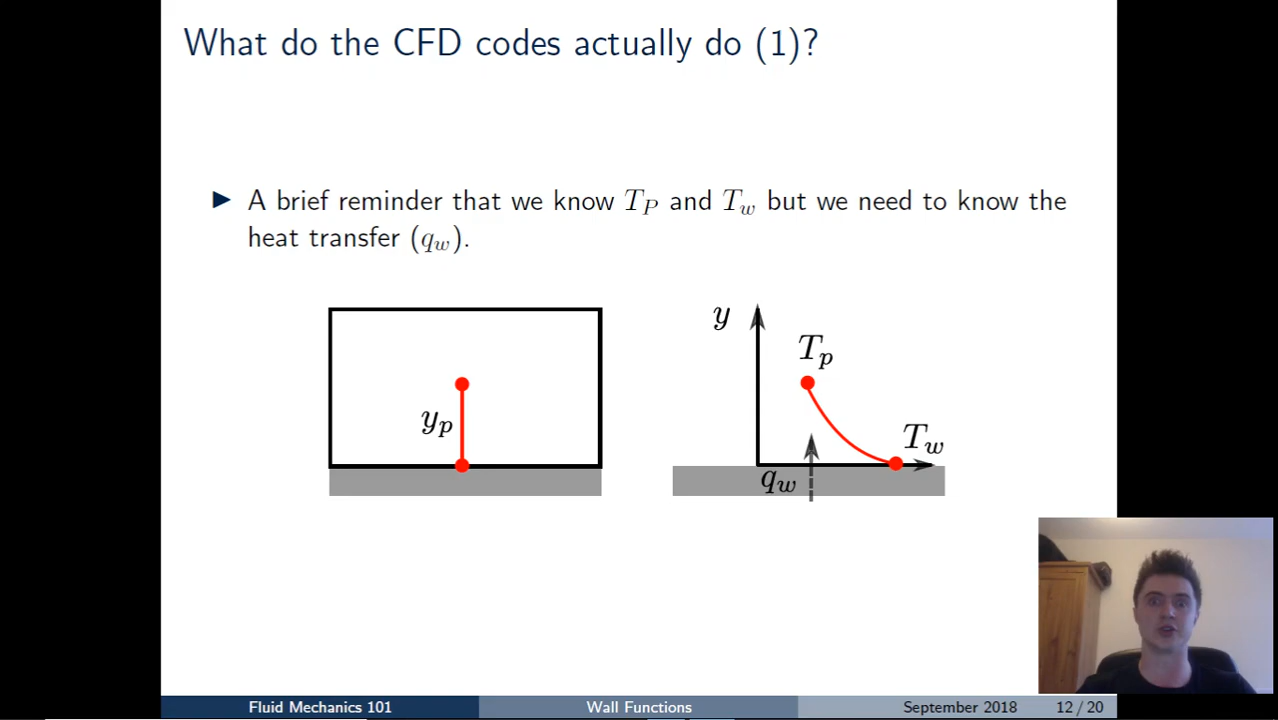 What do the CFD codes actually do (1)?
▶ A brief reminder that we know T_P and T_w but we need to know the
heat transfer (q_w).
y_p
y
T_p
T_w
q_w
Fluid Mechanics 101
Wall Functions
September 2018
12 / 20